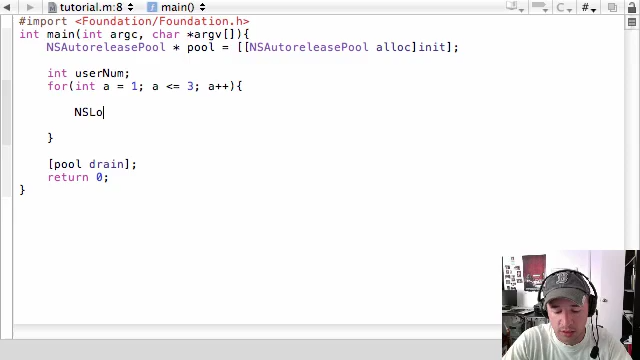 tutorial.m:8 main()
#import <Foundation/Foundation.h>
int main(int argc, char *argv[]){
NSAutoreleasePool * pool = [[NSAutoreleasePool alloc]init];
int userNum;
for(int a = 1; a <= 3; a++){
NSLo
}
[pool drain];
return 0;
}